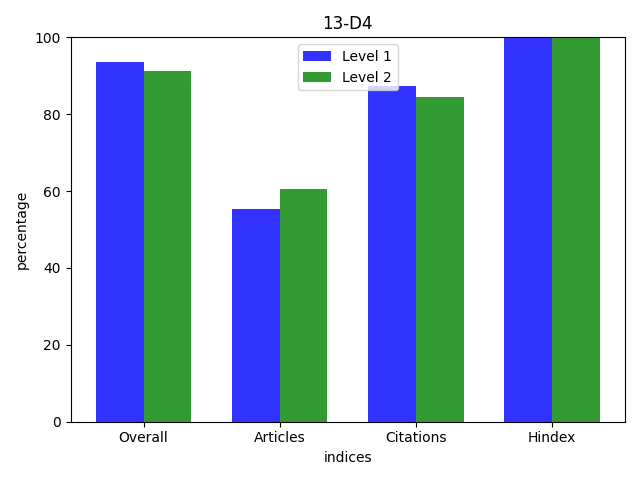 13-D4
Level 1
Level 2
100
80
60
40
20
0
percentage
Overall
Articles
Citations
Hindex
indices